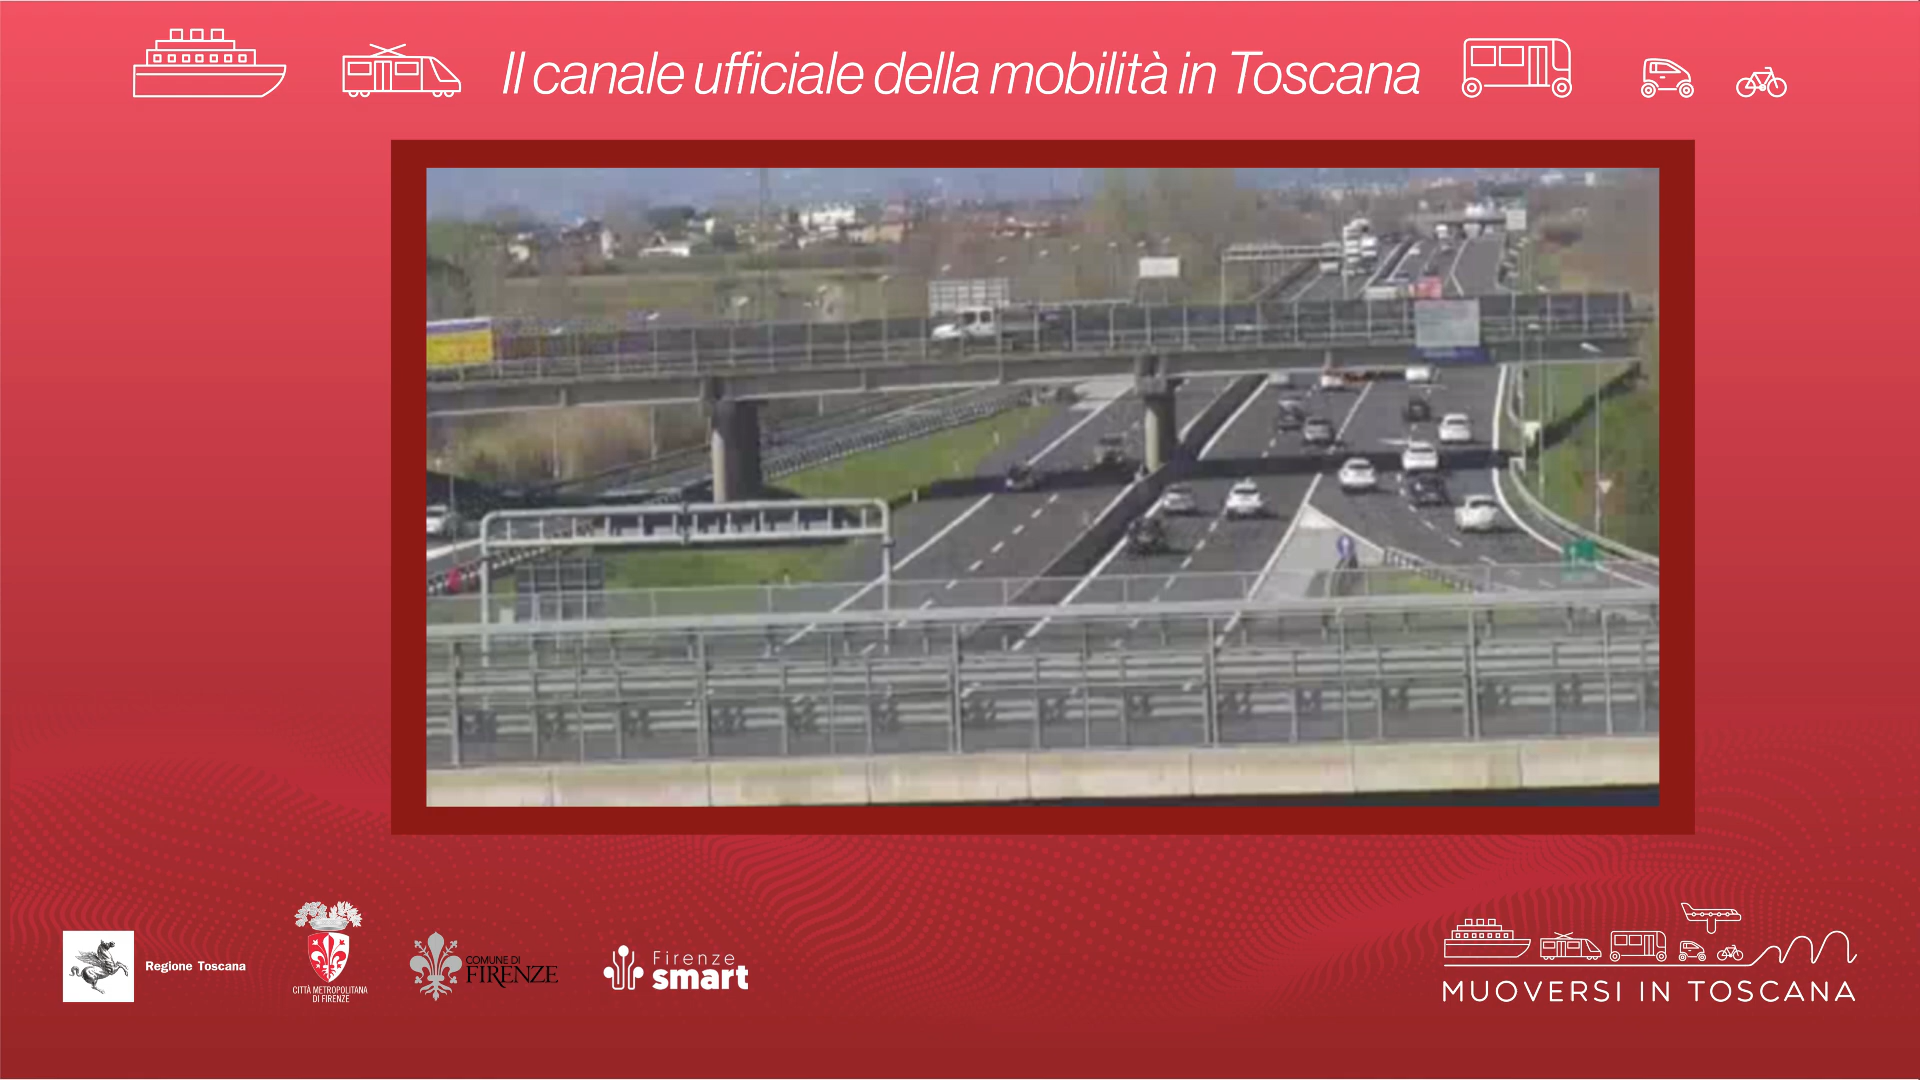 Il canale ufficiale della mobilità in Toscana
Regione Toscana
CITTÀ METROPOLITANA
DI FIRENZE
COMUNE DI
FIRENZE
Firenze
smart
MUOVERSI IN TOSCANA